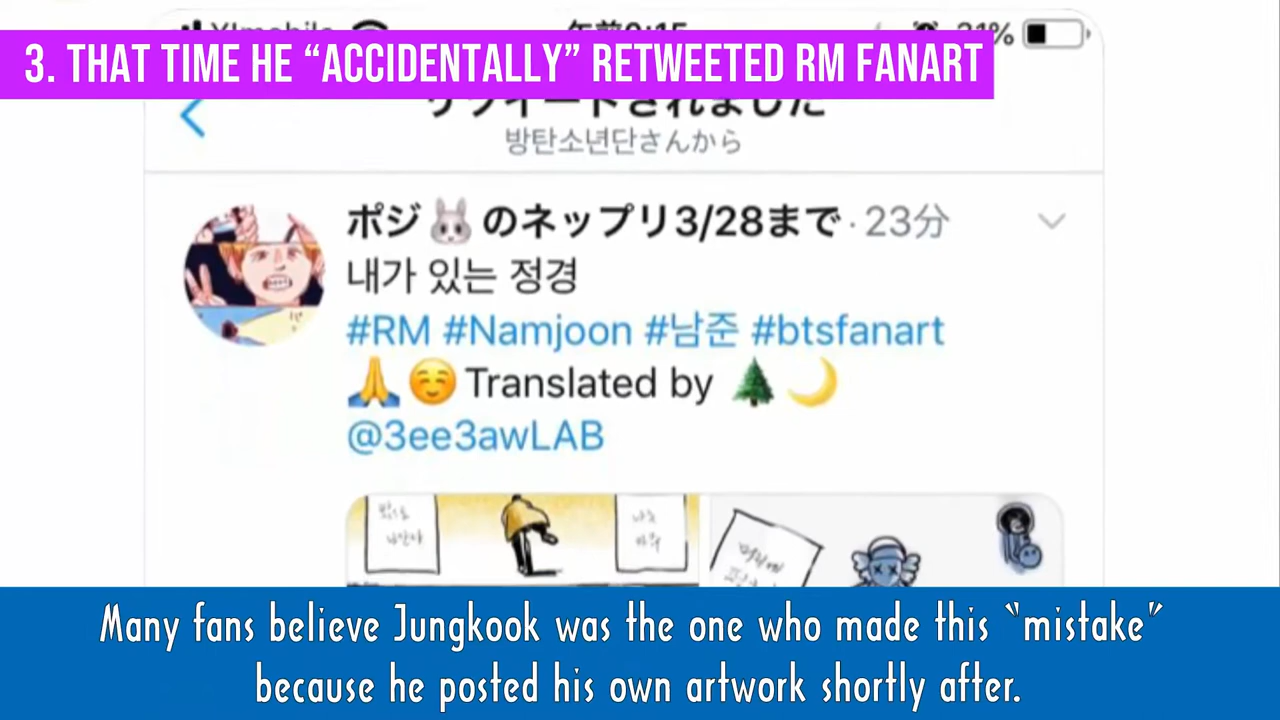 3. THAT TIME HE “ACCIDENTALLY” RETWEETED RM FANART
31%
방탄소년단さんから
ポジ🐰のネップリ3/28まで · 23分
내가 있는 정경
#RM #Namjoon #남준 #btsfanart
🙏☺️ Translated by 🌲🌙
@3ee3awLAB
Many fans believe Jungkook was the one who made this “mistake”
because he posted his own artwork shortly after.